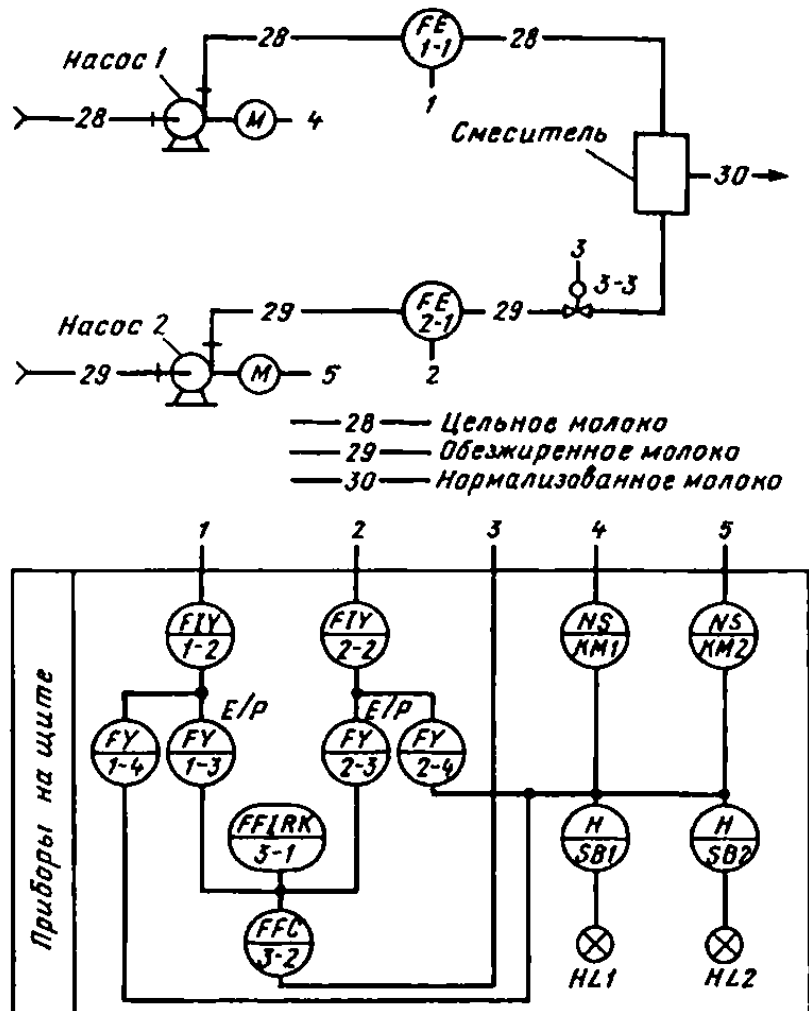 28
FE
1-1
28
1
Насос 1
28
М
4
Смеситель
30
3
3-3
29
FE
2-1
29
2
Насос 2
29
М
5
28 Цельное молоко
29 Обезжиренное молоко
30 Нормализованное молоко
1 2 3 4 5
Приборы на щите
FIY
1-2
FIY
2-2
NS
KM1
NS
KM2
E/P
E/P
FY
1-4
FY
1-3
FY
2-3
FY
2-4
FFIRK
3-1
H
SB1
H
SB2
FFC
3-2
HL1
HL2